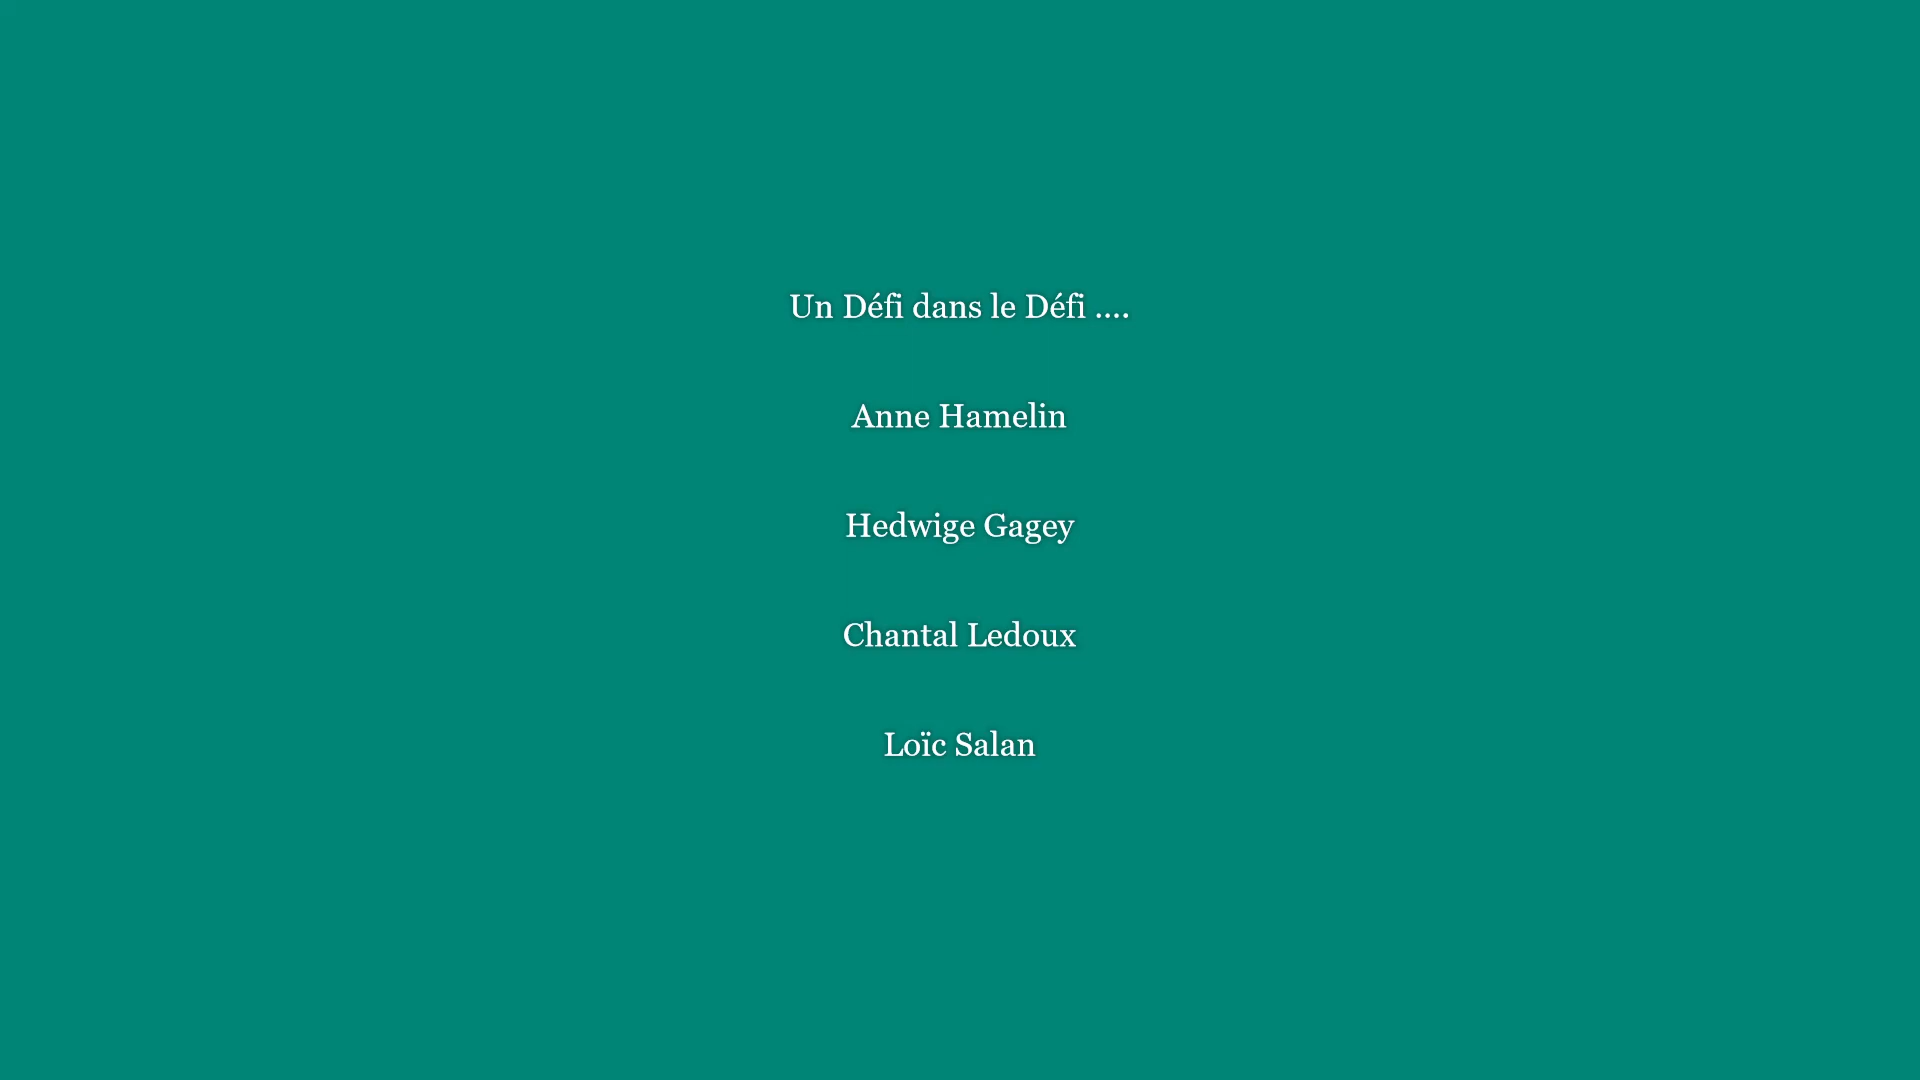 Un Défi dans le Défi ....
Anne Hamelin
Hedwige Gagey
Chantal Ledoux
Loïc Salan